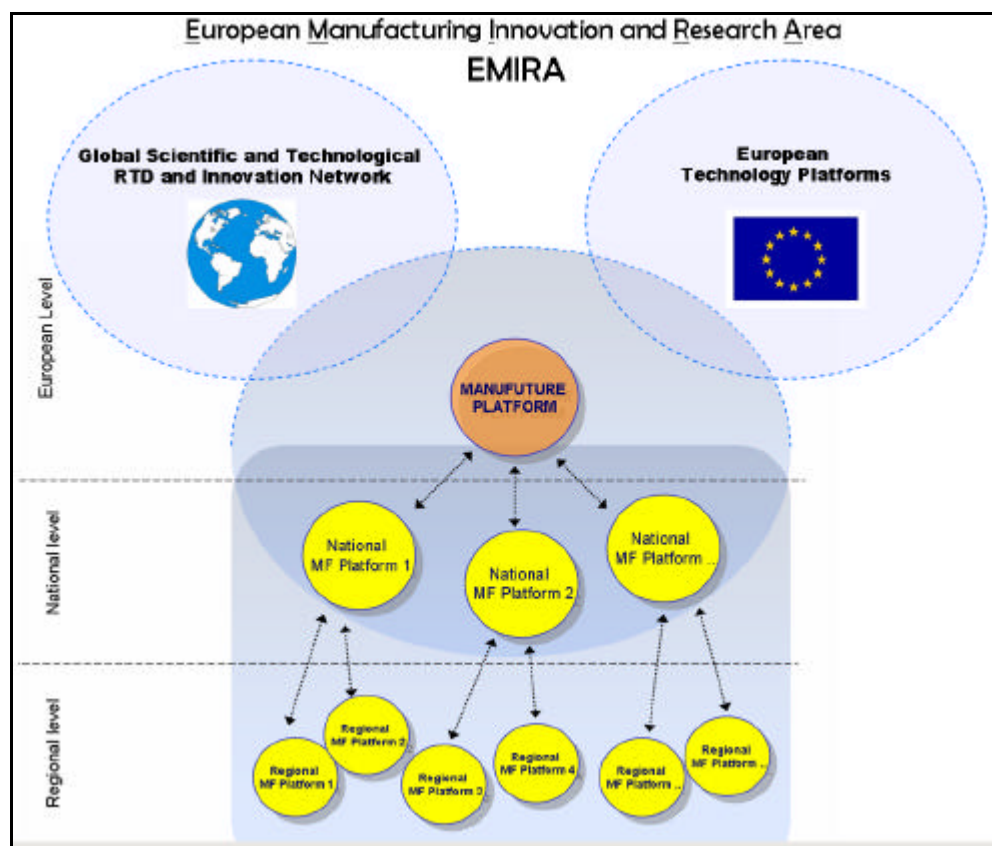 European Manufacturing Innovation and Research Area
EMIRA
Global Scientific and Technological
RTD and Innovation Network
European
Technology Platforms
European Level
MANUFUTURE
PLATFORM
National level
National
MF Platform 1
National
MF Platform 2
National
MF Platform ...
Regional level
Regional
MF Platform 1
Regional
MF Platform 2
Regional
MF Platform 3
Regional
MF Platform 4
Regional
MF Platform ...
Regional
MF Platform ...